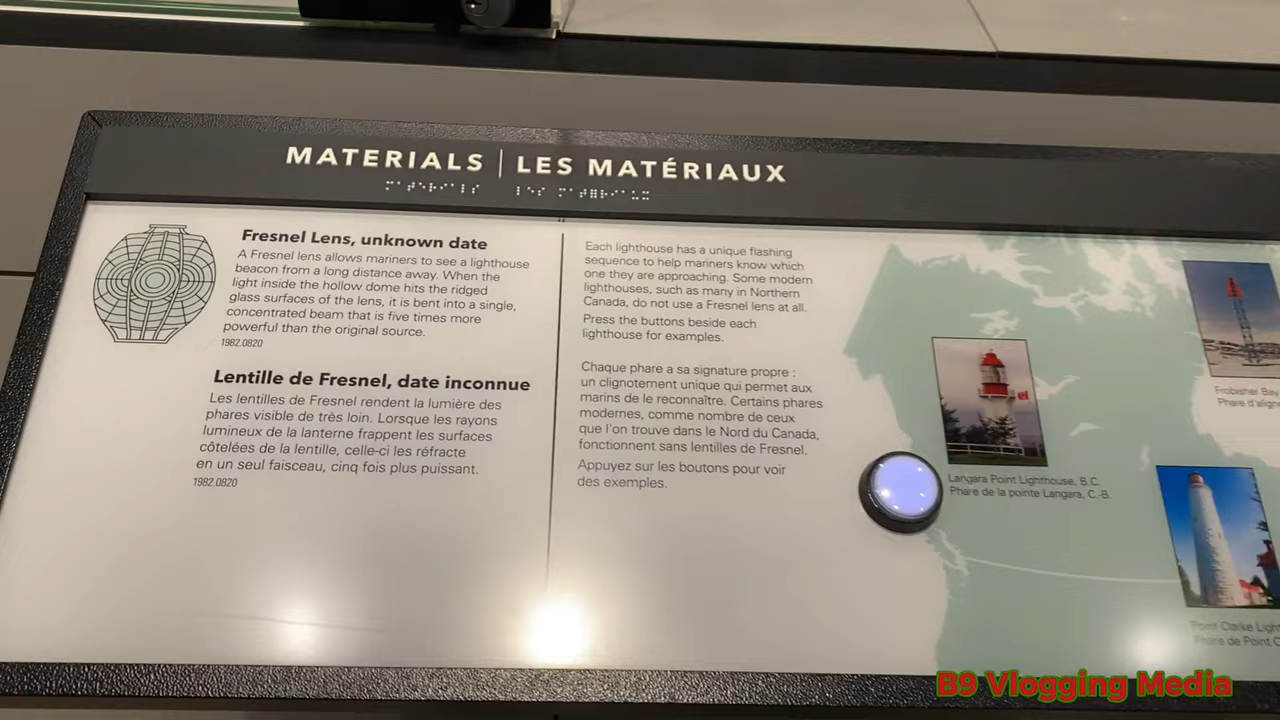 MATERIALS | LES MATÉRIAUX
Fresnel Lens, unknown date
A Fresnel lens allows mariners to see a lighthouse
beacon from a long distance away. When the
light inside the hollow dome hits the ridged
glass surfaces of the lens, it is bent into a single,
concentrated beam that is five times more
powerful than the original source.
1982.0820
Lentille de Fresnel, date inconnue
Les lentilles de Fresnel rendent la lumière des
phares visible de très loin. Lorsque les rayons
lumineux de la lanterne frappent les surfaces
côtelées de la lentille, celle-ci les réfracte
en un seul faisceau, cinq fois plus puissant.
1982.0820
Each lighthouse has a unique flashing
sequence to help mariners know which
one they are approaching. Some modern
lighthouses, such as many in Northern
Canada, do not use a Fresnel lens at all.
Press the buttons beside each
lighthouse for examples.
Chaque phare a sa signature propre :
un clignotement unique qui permet aux
marins de le reconnaître. Certains phares
modernes, comme nombre de ceux
que l'on trouve dans le Nord du Canada,
fonctionnent sans lentilles de Fresnel.
Appuyez sur les boutons pour voir
des exemples.
Langara Point Lighthouse, B.C.
Phare de la pointe Langara, C.-B.
Frobisher Bay
Phare d'align
Point Clarke Light
Phare de Point C
B9 Vlogging Media